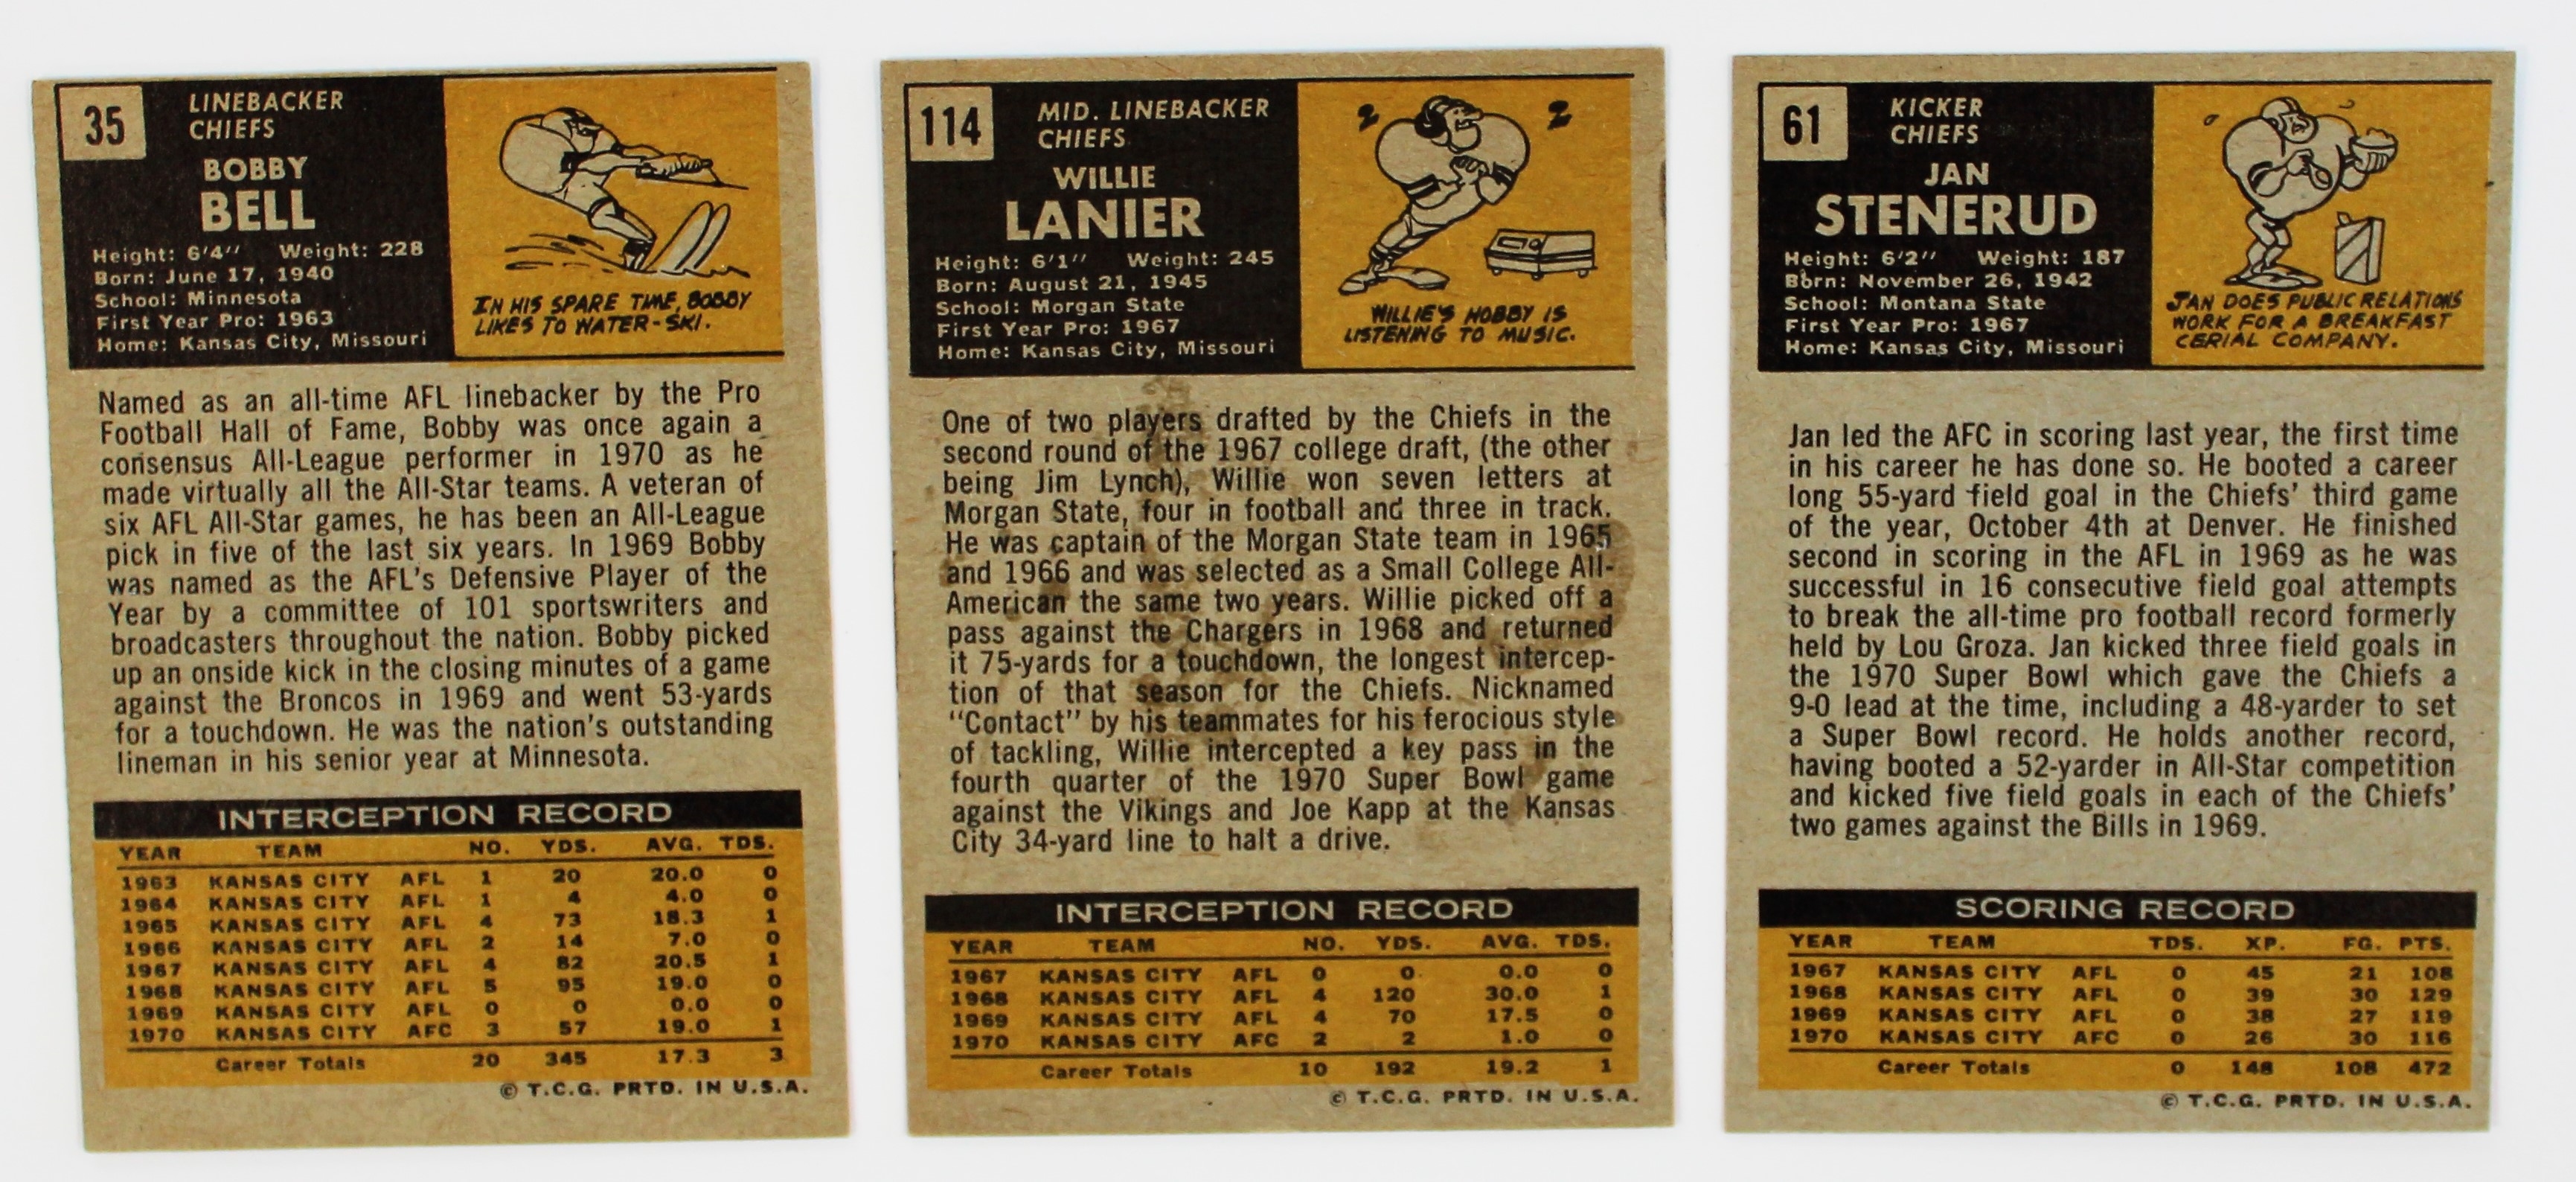 35
LINEBACKER
CHIEFS
BOBBY
BELL
Height: 6'4" Weight: 228
Born: June 17, 1940
School: Minnesota
First Year Pro: 1963
Home: Kansas City, Missouri
IN HIS SPARE TIME, BOBBY
LIKES TO WATER-SKI.
Named as an all-time AFL linebacker by the Pro
Football Hall of Fame, Bobby was once again a
consensus All-League performer in 1970 as he
made virtually all the All-Star teams. A veteran of
six AFL All-Star games, he has been an All-League
pick in five of the last six years. In 1969 Bobby
was named as the AFL's Defensive Player of the
Year by a committee of 101 sportswriters and
broadcasters throughout the nation. Bobby picked
up an onside kick in the closing minutes of a game
against the Broncos in 1969 and went 53-yards
for a touchdown. He was the nation's outstanding
lineman in his senior year at Minnesota.
INTERCEPTION RECORD
YEAR TEAM NO. YDS. AVG. TDS.
1963 KANSAS CITY AFL 1 20 20.0 0
1964 KANSAS CITY AFL 1 4 4.0 0
1965 KANSAS CITY AFL 4 73 18.3 1
1966 KANSAS CITY AFL 2 14 7.0 0
1967 KANSAS CITY AFL 4 82 20.5 1
1968 KANSAS CITY AFL 5 95 19.0 0
1969 KANSAS CITY AFL 0 0 0.0 0
1970 KANSAS CITY AFC 3 57 19.0 1
Career Totals 20 345 17.3 3
© T.C.G. PRTD. IN U.S.A.
114
MID. LINEBACKER
CHIEFS
WILLIE
LANIER
Height: 6'1" Weight: 245
Born: August 21, 1945
School: Morgan State
First Year Pro: 1967
Home: Kansas City, Missouri
WILLIE'S HOBBY IS
LISTENING TO MUSIC.
One of two players drafted by the Chiefs in the
second round of the 1967 college draft, (the other
being Jim Lynch), Willie won seven letters at
Morgan State, four in football and three in track.
He was captain of the Morgan State team in 1965
and 1966 and was selected as a Small College All-
American the same two years. Willie picked off a
pass against the Chargers in 1968 and returned
it 75-yards for a touchdown, the longest intercep-
tion of that season for the Chiefs. Nicknamed
"Contact" by his teammates for his ferocious style
of tackling, Willie intercepted a key pass in the
fourth quarter of the 1970 Super Bowl game
against the Vikings and Joe Kapp at the Kansas
City 34-yard line to halt a drive.
INTERCEPTION RECORD
YEAR TEAM NO. YDS. AVG. TDS.
1967 KANSAS CITY AFL 0 0 0.0 0
1968 KANSAS CITY AFL 4 120 30.0 1
1969 KANSAS CITY AFL 4 70 17.5 0
1970 KANSAS CITY AFC 2 2 1.0 0
Career Totals 10 192 19.2 1
© T.C.G. PRTD. IN U.S.A.
61
KICKER
CHIEFS
JAN
STENERUD
Height: 6'2" Weight: 187
Born: November 26, 1942
School: Montana State
First Year Pro: 1967
Home: Kansas City, Missouri
JAN DOES PUBLIC RELATIONS
WORK FOR A BREAKFAST
CERIAL COMPANY.
Jan led the AFC in scoring last year, the first time
in his career he has done so. He booted a career
long 55-yard field goal in the Chiefs' third game
of the year, October 4th at Denver. He finished
second in scoring in the AFL in 1969 as he was
successful in 16 consecutive field goal attempts
to break the all-time pro football record formerly
held by Lou Groza. Jan kicked three field goals in
the 1970 Super Bowl which gave the Chiefs a
9-0 lead at the time, including a 48-yarder to set
a Super Bowl record. He holds another record,
having booted a 52-yarder in All-Star competition
and kicked five field goals in each of the Chiefs'
two games against the Bills in 1969.
SCORING RECORD
YEAR TEAM TDS. XP. FG. PTS.
1967 KANSAS CITY AFL 0 45 21 108
1968 KANSAS CITY AFL 0 39 30 129
1969 KANSAS CITY AFL 0 38 27 119
1970 KANSAS CITY AFC 0 26 30 116
Career Totals 0 148 108 472
© T.C.G. PRTD. IN U.S.A.